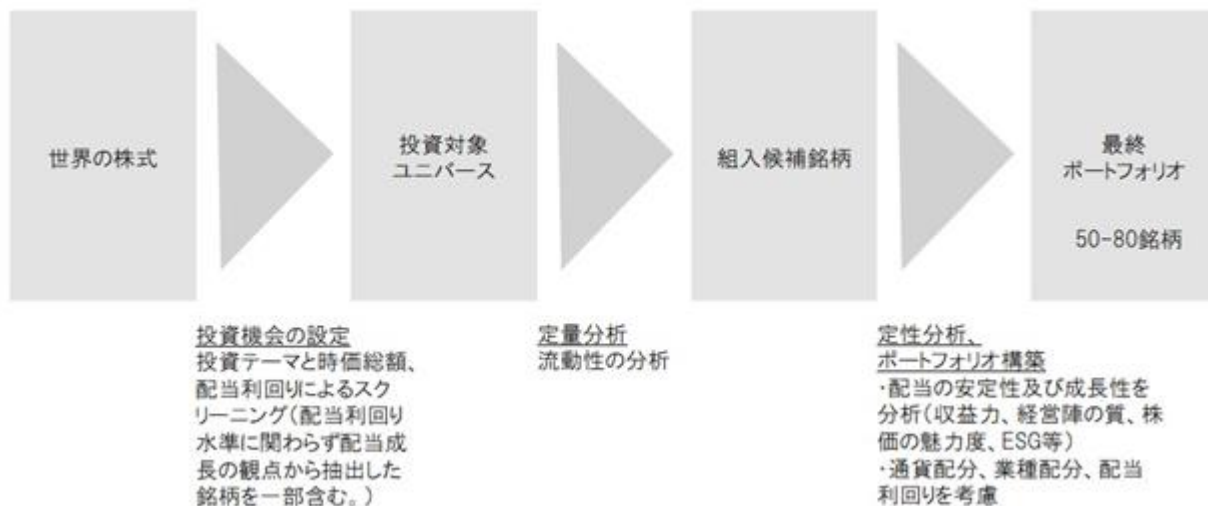 世界の株式
投資対象
ユニバース
組入候補銘柄
最終
ポートフォリオ
50-80銘柄
投資機会の設定
投資テーマと時価総額、
配当利回りによるスク
リーニング(配当利回り
水準に関わらず配当成
長の観点から抽出した
銘柄を一部含む。)
定量分析
流動性の分析
定性分析、
ポートフォリオ構築
・配当の安定性及び成長性を
分析(収益力、経営陣の質、株
価の魅力度、ESG等)
・通貨配分、業種配分、配当
利回りを考慮